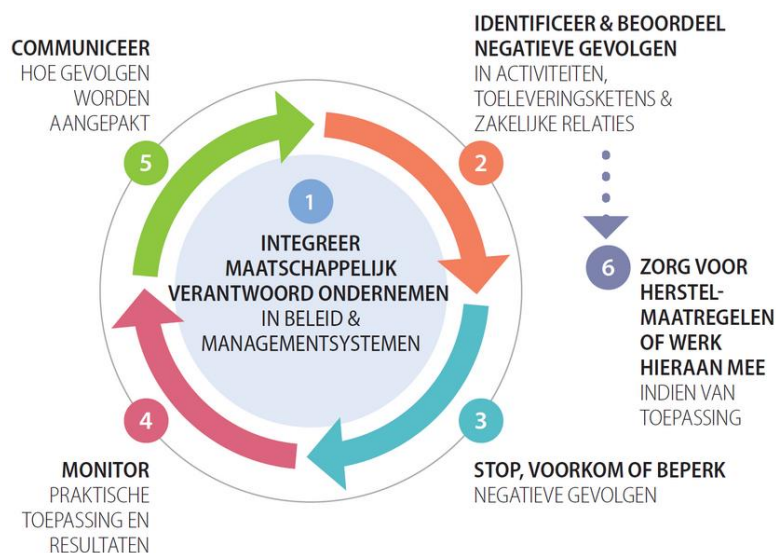 1
INTEGREER
MAATSCHAPPELIJK
VERANTWOORD ONDERNEMEN
IN BELEID &
MANAGEMENTSYSTEMEN
IDENTIFICEER & BEOORDEEL
NEGATIEVE GEVOLGEN
IN ACTIVITEITEN,
TOELEVERINGSKETENS &
ZAKELIJKE RELATIES
2
3
STOP, VOORKOM OF BEPERK
NEGATIEVE GEVOLGEN
4
MONITOR
PRAKTISCHE
TOEPASSING EN
RESULTATEN
COMMUNICEER
HOE GEVOLGEN
WORDEN
AANGEPAKT
5
6
ZORG VOOR
HERSTEL-
MAATREGELEN
OF WERK
HIERAAN MEE
INDIEN VAN
TOEPASSING